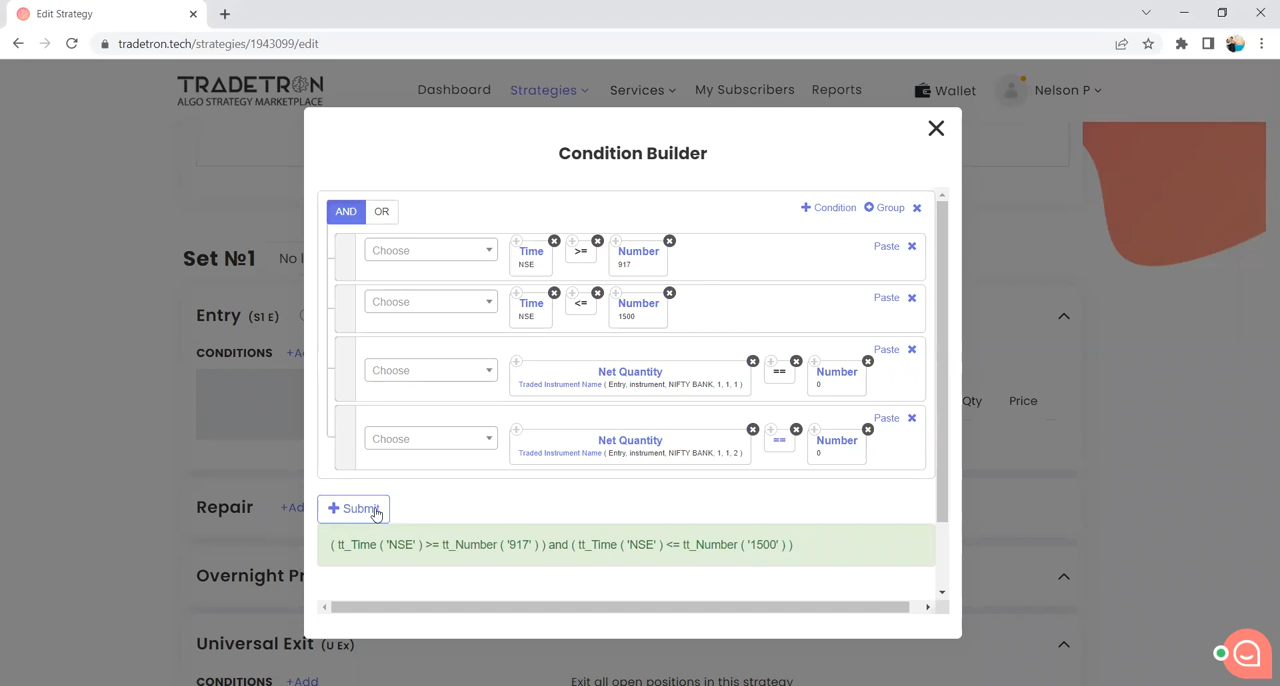 Edit Strategy
tradetron.tech/strategies/1943099/edit
TRADETRON
ALGO STRATEGY MARKETPLACE
Dashboard Strategies Services My Subscribers Reports Wallet Nelson P
Condition Builder
AND OR Condition Group
Choose Time NSE >= Number 917 Paste
Choose Time NSE <= Number 1500 Paste
Choose Net Quantity Traded Instrument Name ( Entry, instrument, NIFTY BANK, 1, 1, 1 ) == Number 0 Paste
Choose Net Quantity Traded Instrument Name ( Entry, instrument, NIFTY BANK, 1, 1, 2 ) == Number 0 Paste
+ Submit
( tt_Time ( 'NSE' ) >= tt_Number ( '917' ) ) and ( tt_Time ( 'NSE' ) <= tt_Number ( '1500' ) )
Set №1
Entry (S1 E)
CONDITIONS
Qty Price
Repair
Universal Exit (U Ex)
CONDITIONS +Add Exit all open positions in this strategy